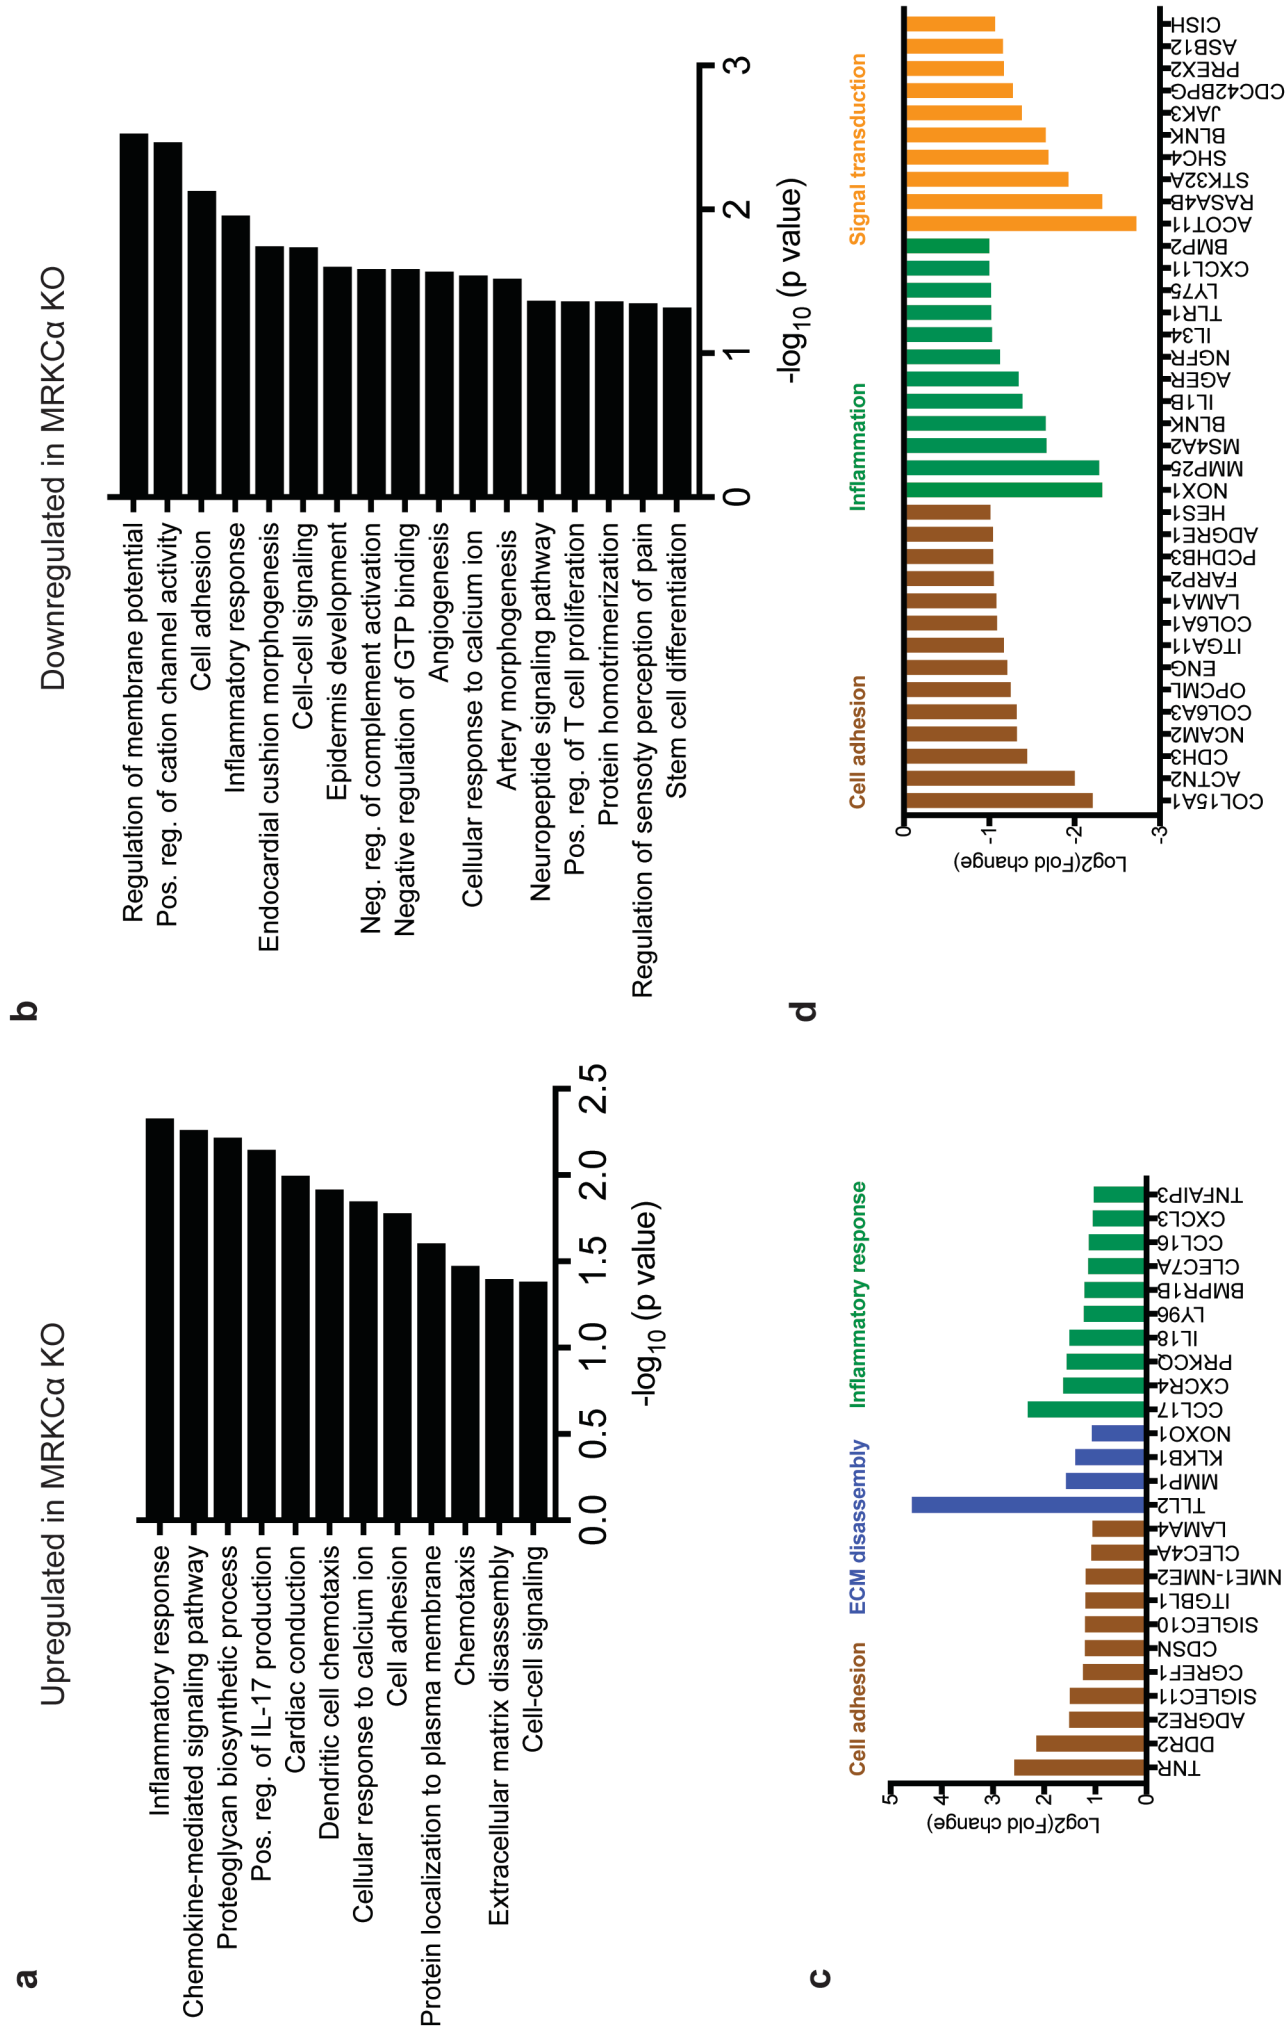 a
Upregulated in MRKCα KO
Inflammatory response
Chemokine-mediated signaling pathway
Proteoglycan biosynthetic process
Pos. reg. of IL-17 production
Cardiac conduction
Dendritic cell chemotaxis
Cellular response to calcium ion
Cell adhesion
Protein localization to plasma membrane
Chemotaxis
Extracellular matrix disassembly
Cell-cell signaling
0.0 0.5 1.0 1.5 2.0 2.5
-log10 (p value)
b
Downregulated in MRKCα KO
Regulation of membrane potential
Pos. reg. of cation channel activity
Cell adhesion
Inflammatory response
Endocardial cushion morphogenesis
Cell-cell signaling
Epidermis development
Neg. reg. of complement activation
Negative regulation of GTP binding
Angiogenesis
Cellular response to calcium ion
Artery morphogenesis
Neuropeptide signaling pathway
Pos. reg. of T cell proliferation
Protein homotrimerization
Regulation of sensoty perception of pain
Stem cell differentiation
0 1 2 3
-log10 (p value)
c
Cell adhesion
ECM disassembly
Inflammatory response
Log2(Fold change)
5
4
3
2
1
0
TNR
DDR2
ADGRE2
SIGLEC11
CGREF1
CDSN
SIGLEC10
ITGBL1
NME1-NME2
CLEC4A
LAMA4
TLL2
MMP1
KLKB1
NOXO1
CCL17
CXCR4
PRKCQ
IL18
LY96
BMPR1B
CLEC7A
CCL16
CXCL3
TNFAIP3
d
Cell adhesion
Inflammation
Signal transduction
Log2(Fold change)
0
-1
-2
-3
COL15A1
ACTN2
CDH3
NCAM2
COL6A3
OPCML
ENG
ITGA11
COL6A1
LAMA1
FARP2
PCDHB3
ADGRE1
HES1
NOX1
MMP25
MS4A2
BLNK
IL1B
AGER
NGFR
IL34
TLR1
LY75
CXCL11
BMP2
ACOT11
RASA4B
STK32A
SHC4
BLNK
JAK3
CDC42BPG
PREX2
ASB12
CISH